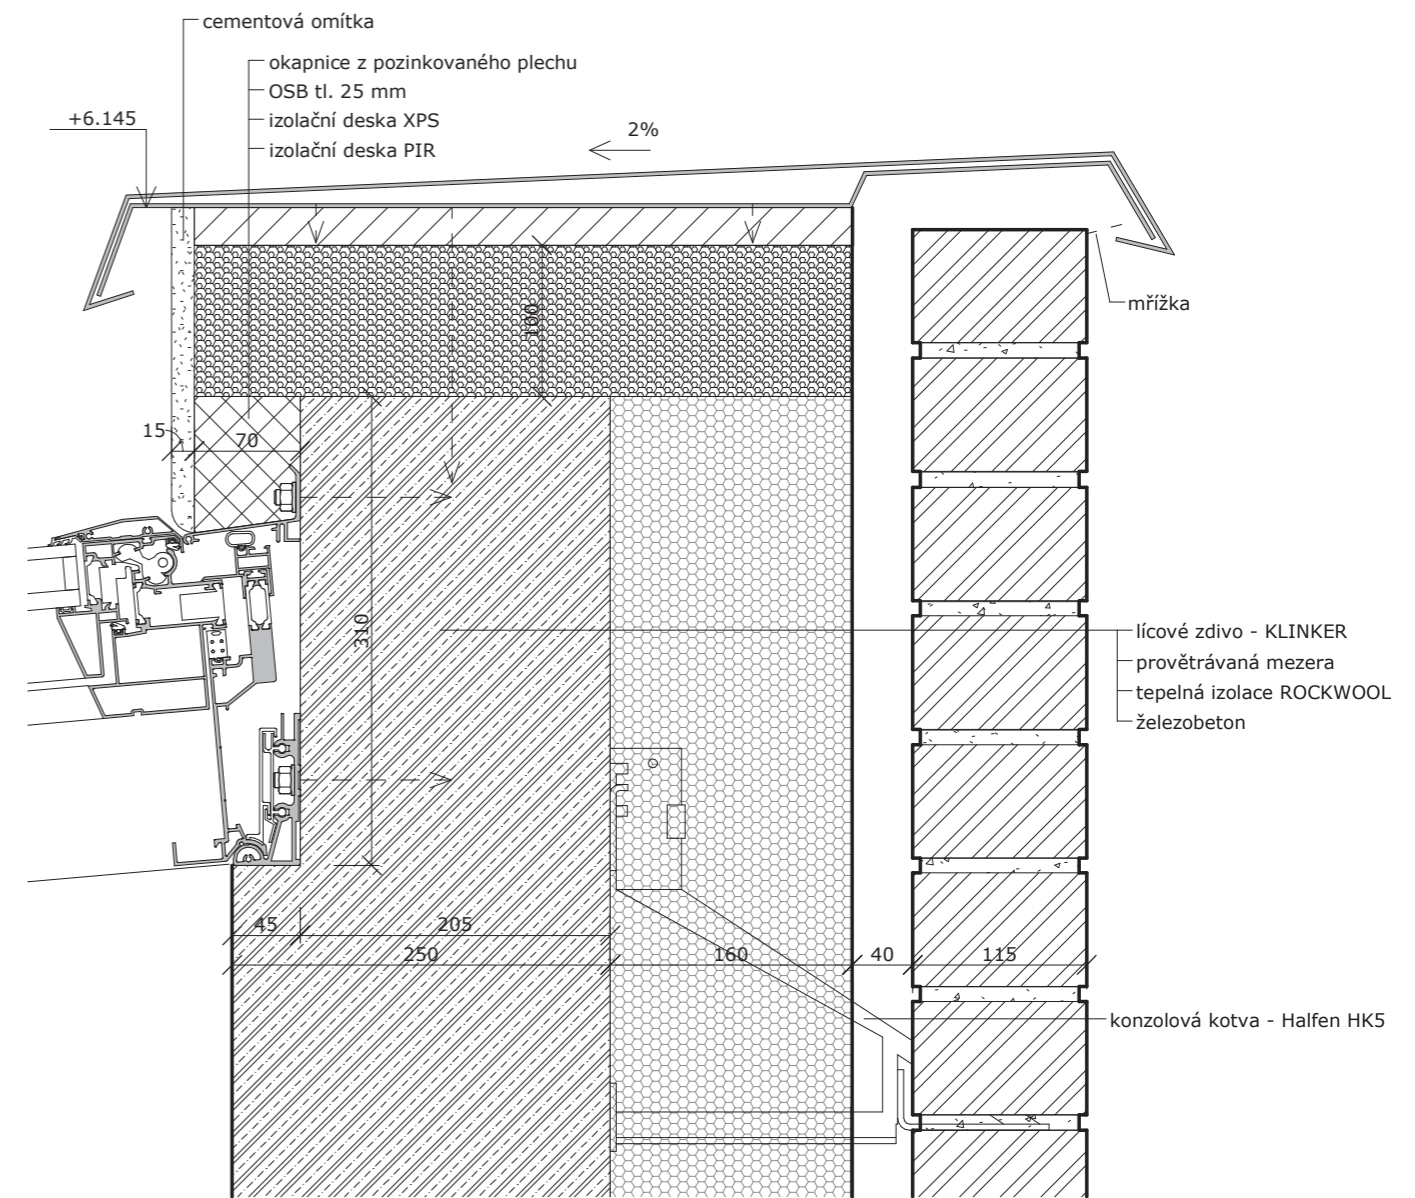 cementová omítka
okapnice z pozinkovaného plechu
OSB tl. 25 mm
+6.145
izolační deska XPS
2%
izolační deska PIR
mřížka
100
15
70
310
lícové zdivo - KLINKER
provětrávaná mezera
tepelná izolace ROCKWOOL
železobeton
45
205
250
160
40
115
konzolová kotva - Halfen HK5